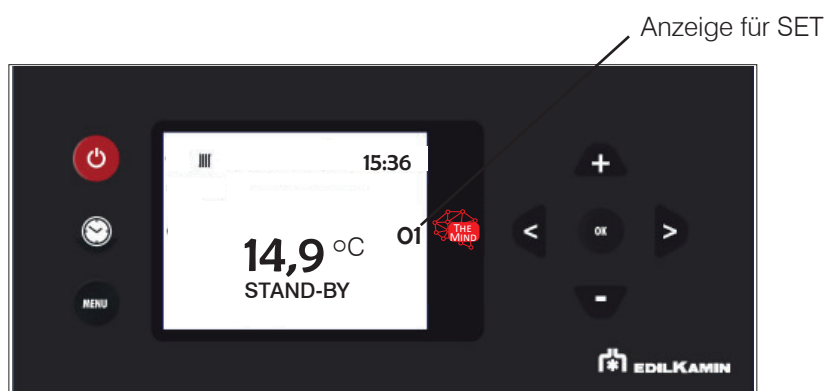 Anzeige für SET
15:36
01
THE MIND
14,9 °C
STAND-BY
MENU
+
<
OK
>
-
EDILKAMIN